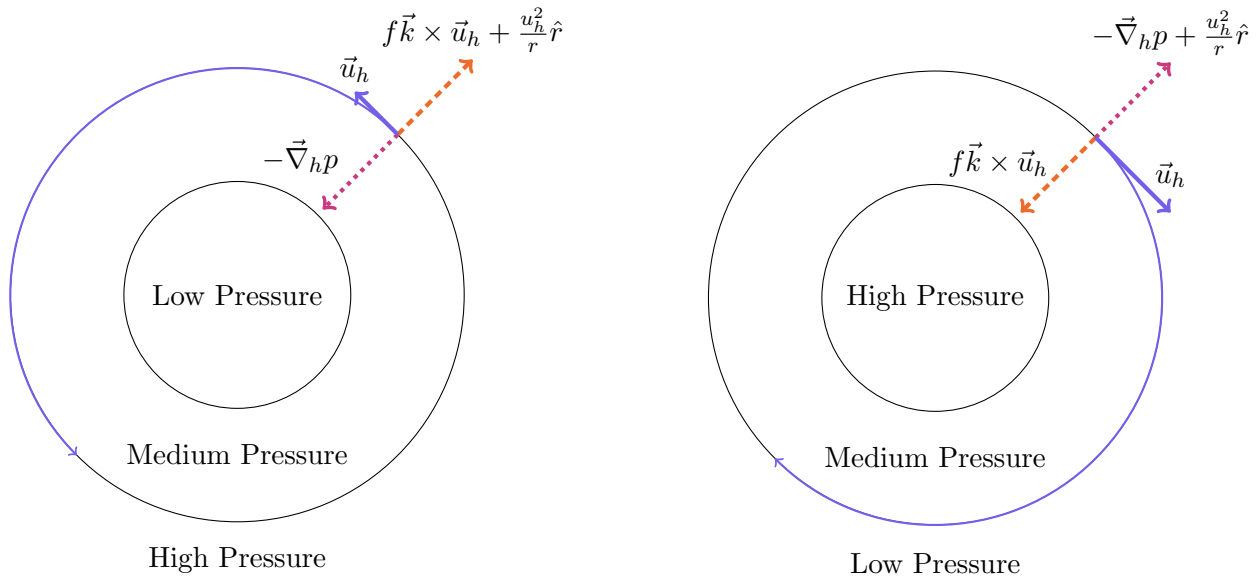 $f\vec{k} \times \vec{u}_h + \frac{u_h^2}{r}\hat{r}$
$\vec{u}_h$
$-\vec{\nabla}_h p$
Low Pressure
Medium Pressure
High Pressure
$-\vec{\nabla}_h p + \frac{u_h^2}{r}\hat{r}$
$f\vec{k} \times \vec{u}_h$
$\vec{u}_h$
High Pressure
Medium Pressure
Low Pressure